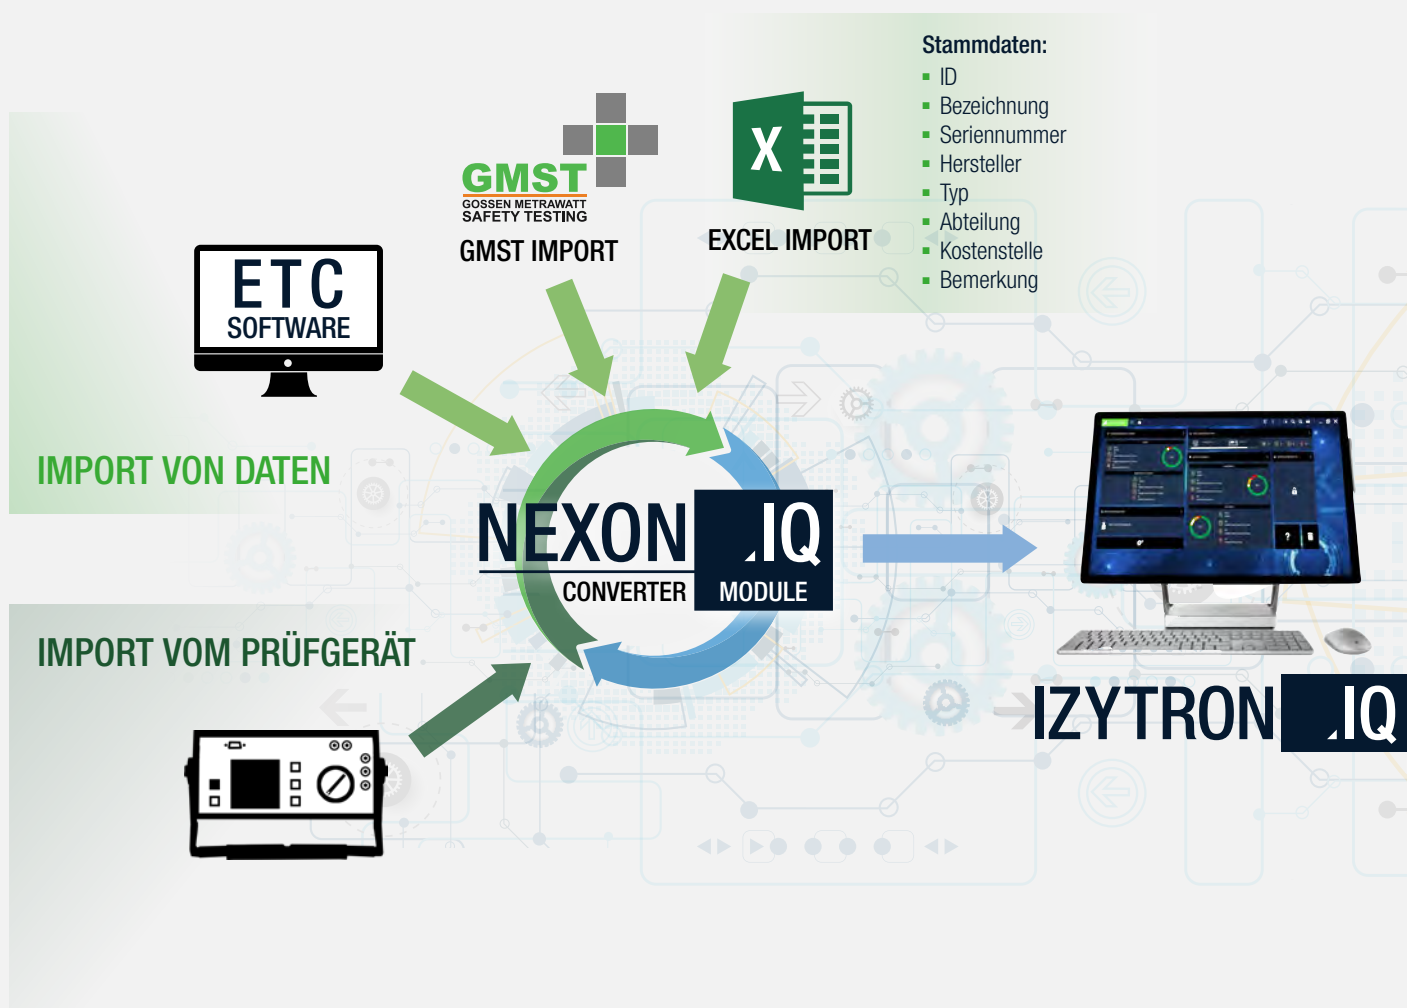 Stammdaten:
ID
Bezeichnung
Seriennummer
Hersteller
Typ
Abteilung
Kostenstelle
Bemerkung
GMST
GOSSEN METRAWATT
SAFETY TESTING
GMST IMPORT
X
EXCEL IMPORT
ETC
SOFTWARE
IMPORT VON DATEN
NEXON .IQ
CONVERTER MODULE
IMPORT VOM PRÜFGERÄT
IZYTRON .IQ